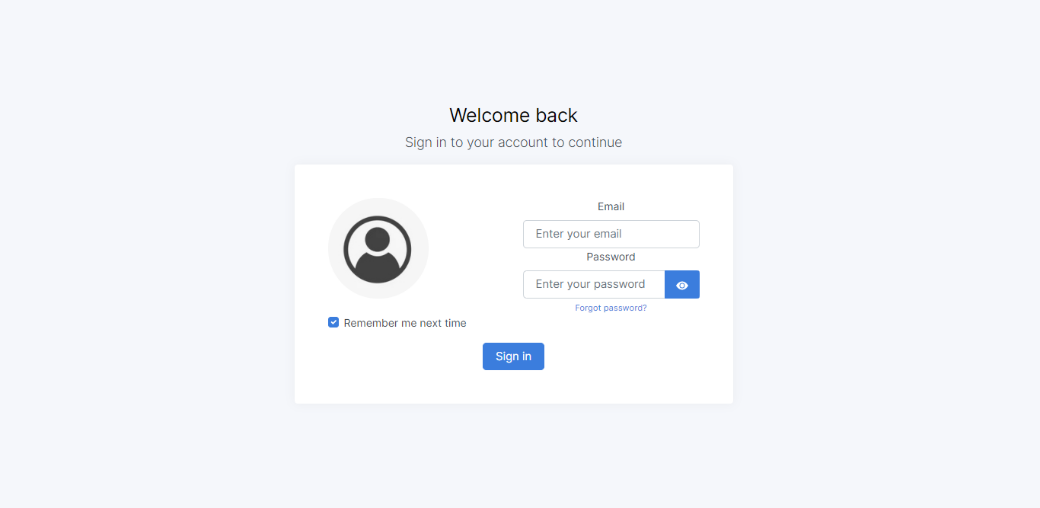 Welcome back
Sign in to your account to continue
Email
Enter your email
Password
Enter your password
Forgot password?
Remember me next time
Sign in